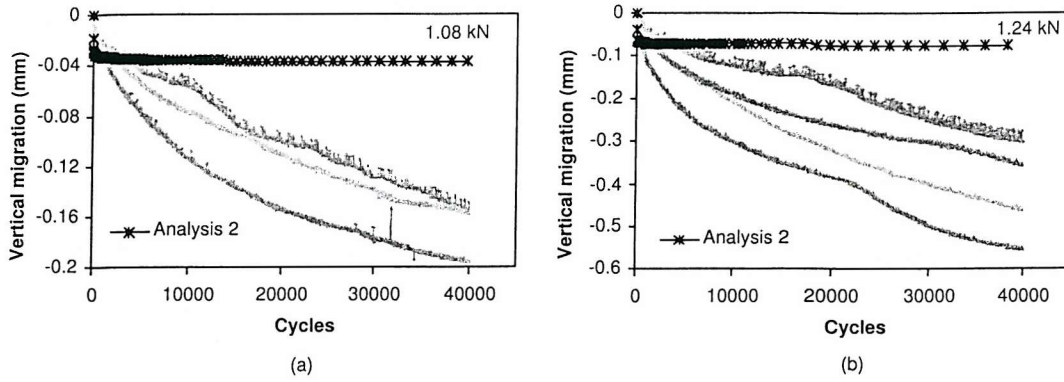 0
-0.04
-0.08
-0.12
-0.16
-0.2
Vertical migration (mm)
1.08 kN
Analysis 2
0
10000
20000
30000
40000
Cycles
(a)
0
-0.1
-0.2
-0.3
-0.4
-0.5
-0.6
Vertical migration (mm)
1.24 kN
Analysis 2
0
10000
20000
30000
40000
Cycles
(b)